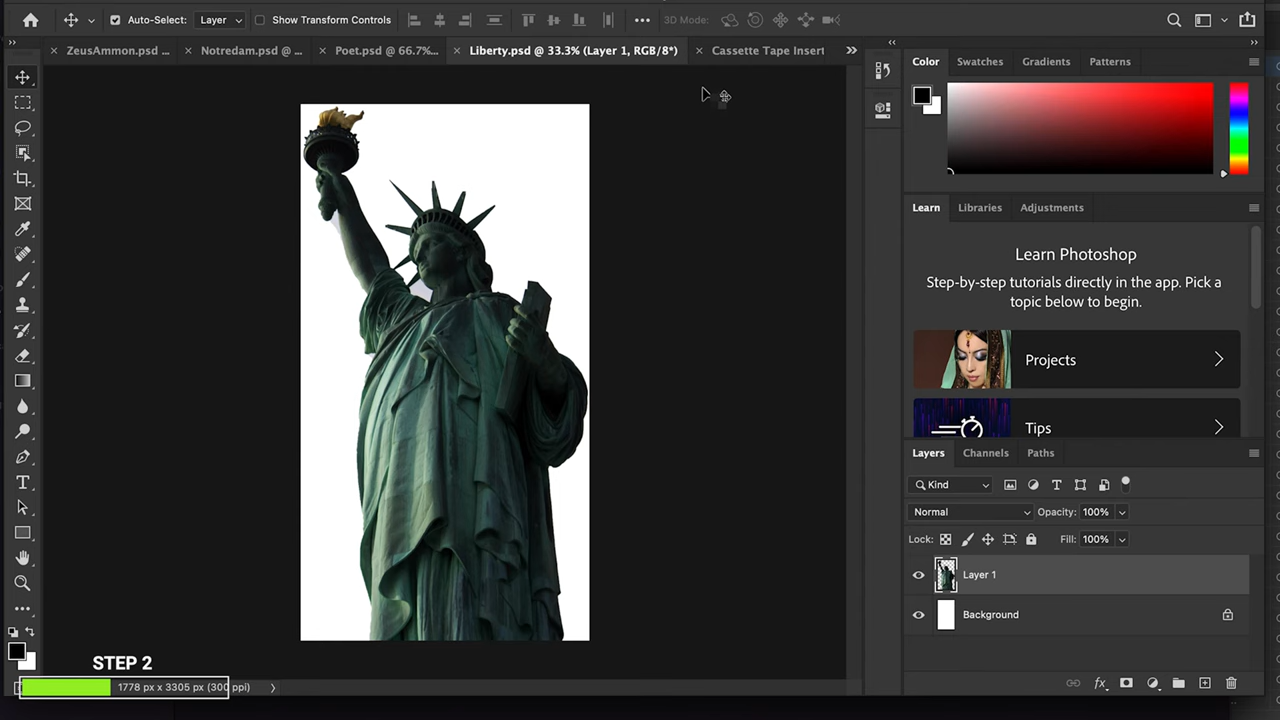 Auto-Select: Layer Show Transform Controls 3D Mode:
ZeusAmmon.psd ... Notredam.psd @ ... Poet.psd @ 66.7%... Liberty.psd @ 33.3% (Layer 1, RGB/8*) Cassette Tape Insert
Color Swatches Gradients Patterns
Learn Libraries Adjustments
Learn Photoshop
Step-by-step tutorials directly in the app. Pick a
topic below to begin.
Projects
Tips
Layers Channels Paths
Kind
Normal Opacity: 100%
Lock: Fill: 100%
Layer 1
Background
STEP 2
1778 px x 3305 px (300 ppi)